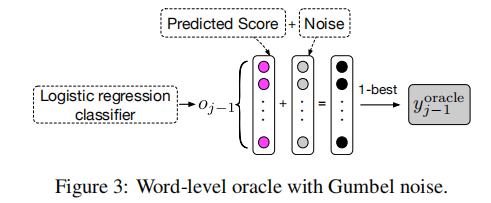 Predicted Score + Noise
Logistic regression classifier
o_{j-1}
+
=
1-best
y_{j-1}^{oracle}
Figure 3: Word-level oracle with Gumbel noise.